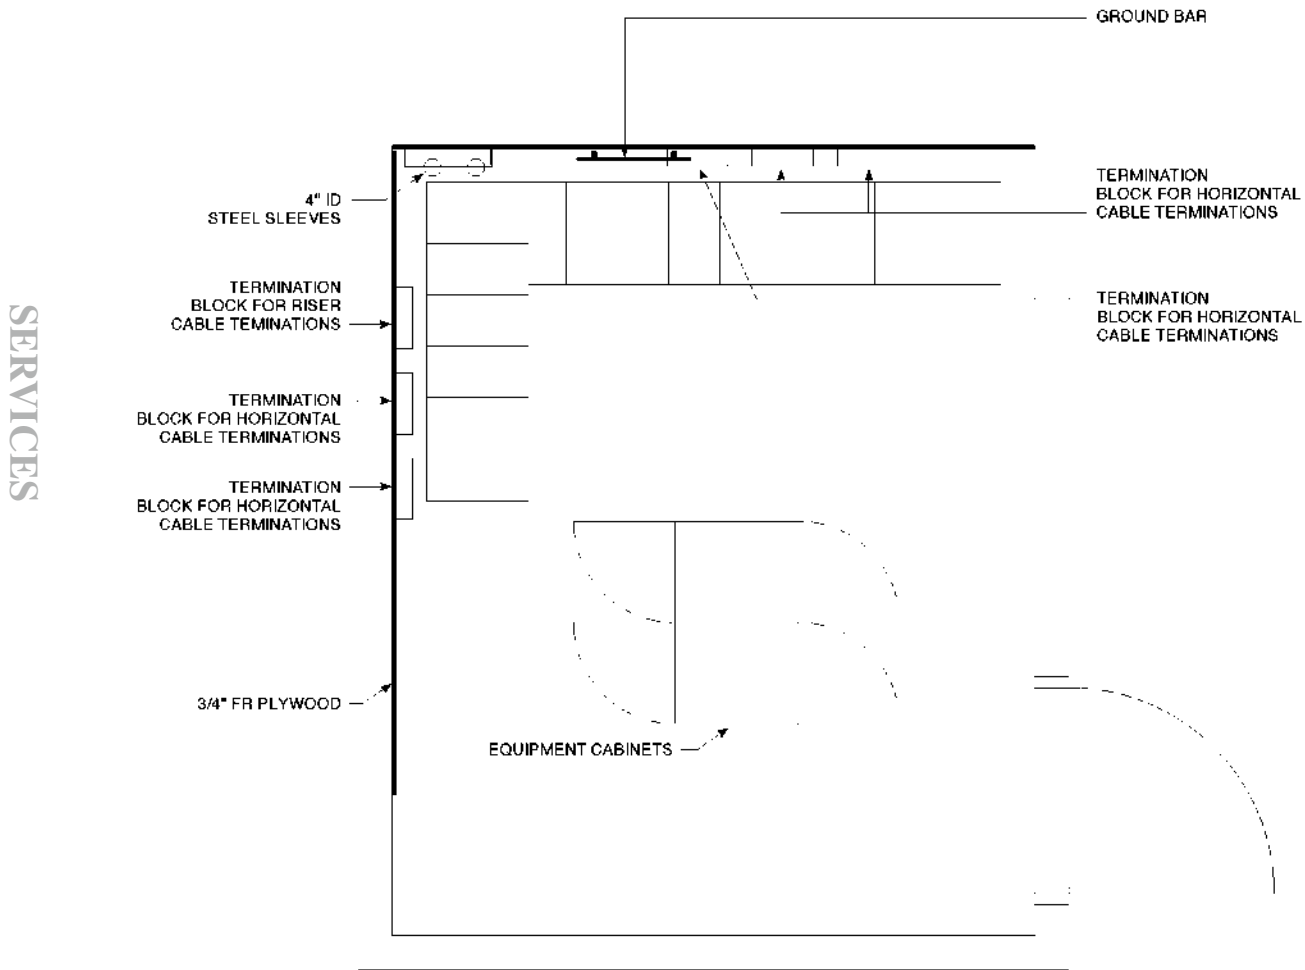 GROUND BAR
TERMINATION
BLOCK FOR HORIZONTAL
CABLE TERMINATIONS
4" ID
STEEL SLEEVES
TERMINATION
BLOCK FOR RISER
CABLE TEMINATIONS
TERMINATION
BLOCK FOR HORIZONTAL
CABLE TERMINATIONS
TERMINATION
BLOCK FOR HORIZONTAL
CABLE TERMINATIONS
TERMINATION
BLOCK FOR HORIZONTAL
CABLE TERMINATIONS
3/4" FR PLYWOOD
EQUIPMENT CABINETS
SERVICES